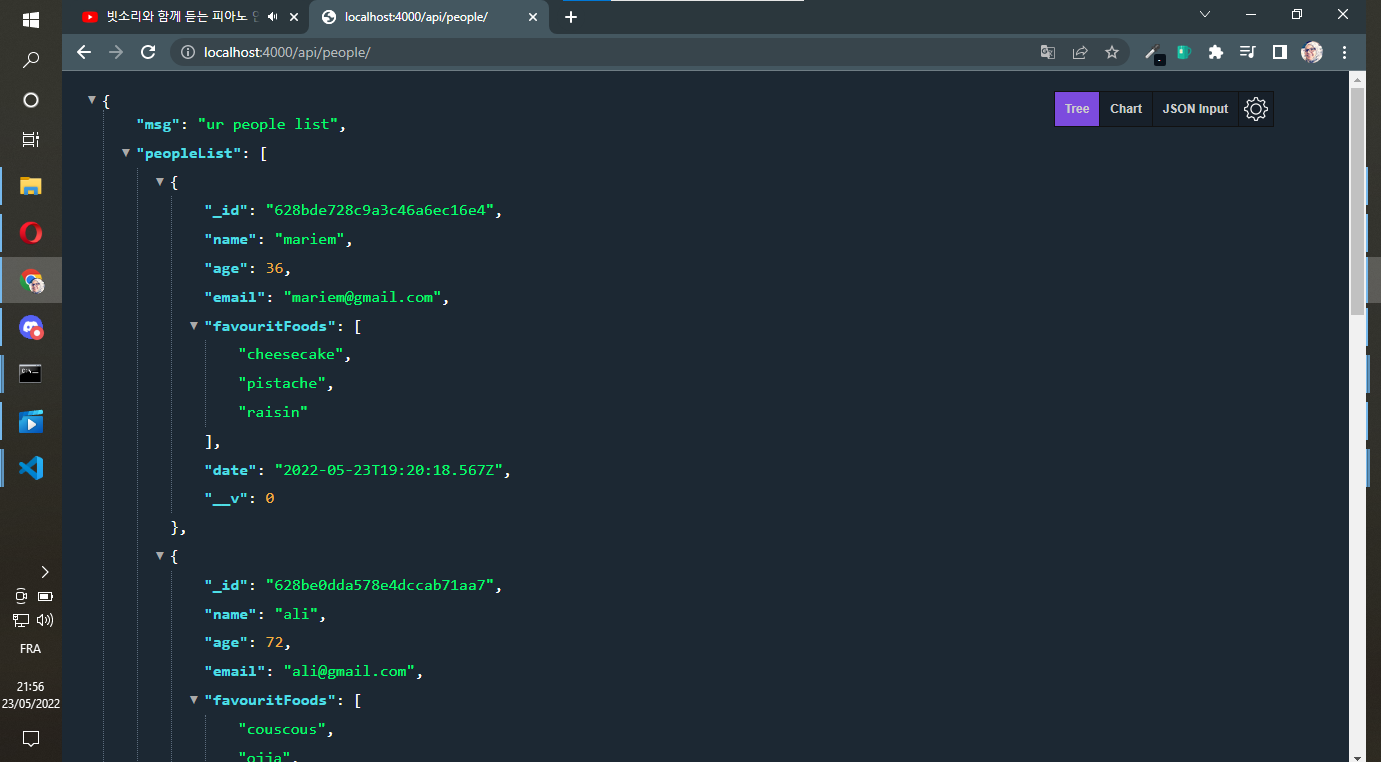 빗소리와 함께 듣는 피아노
localhost:4000/api/people/
localhost:4000/api/people/
Tree
Chart
JSON Input
{
"msg": "ur people list",
"peopleList": [
{
"_id": "628bde728c9a3c46a6ec16e4",
"name": "mariem",
"age": 36,
"email": "mariem@gmail.com",
"favouritFoods": [
"cheesecake",
"pistache",
"raisin"
],
"date": "2022-05-23T19:20:18.567Z",
"__v": 0
},
{
"_id": "628be0dda578e4dccab71aa7",
"name": "ali",
"age": 72,
"email": "ali@gmail.com",
"favouritFoods": [
"couscous",
"ojja",
FRA
21:56
23/05/2022